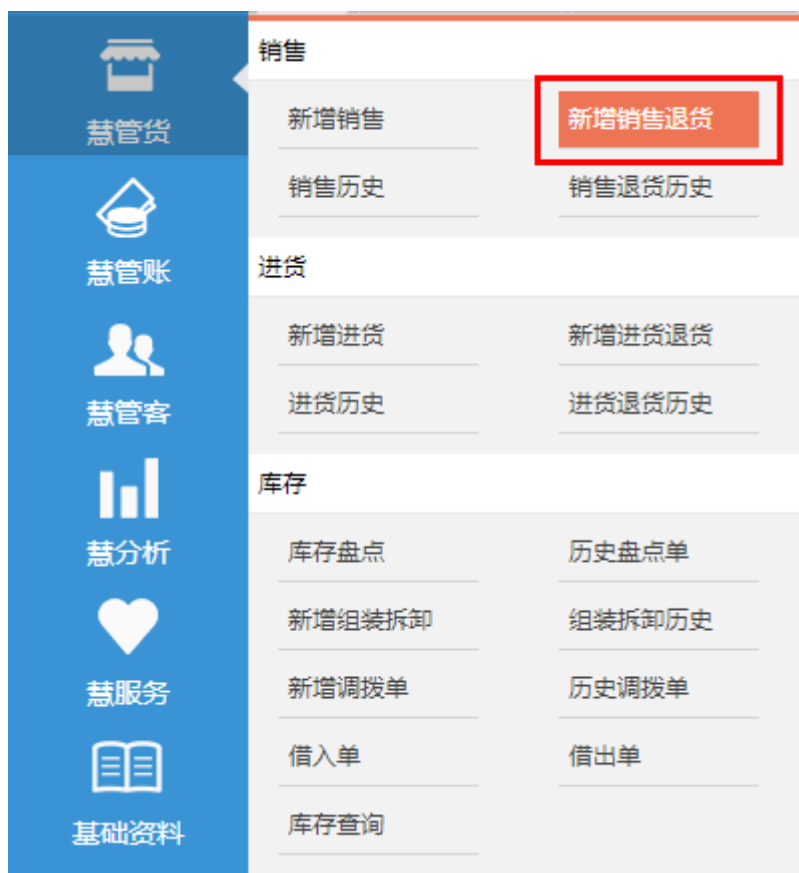 慧管货
慧管账
慧管客
慧分析
慧服务
基础资料
销售
新增销售 新增销售退货
销售历史 销售退货历史
进货
新增进货 新增进货退货
进货历史 进货退货历史
库存
库存盘点 历史盘点单
新增组装拆卸 组装拆卸历史
新增调拨单 历史调拨单
借入单 借出单
库存查询